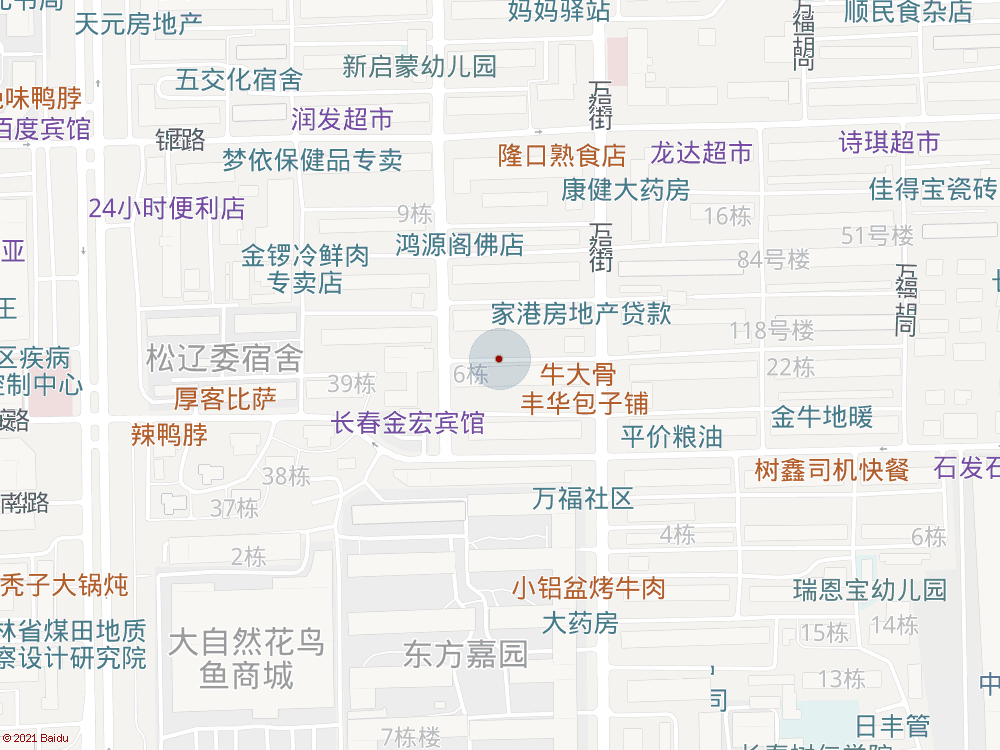 妈妈驿站
顺民食杂店
天元房地产
五交化宿舍
新启蒙幼儿园
味鸭脖
百度宾馆
润发超市
万福街
梦依保健品专卖
隆口熟食店
龙达超市
诗琪超市
康健大药房
佳得宝瓷砖
24小时便利店
9栋
16栋
鸿源阁佛店
万福街
51号楼
亚
金锣冷鲜肉
专卖店
84号楼
万福胡同
王
家港房地产贷款
118号楼
区疾病
控制中心
松辽委宿舍
39栋
6栋
牛大骨
22栋
厚客比萨
丰华包子铺
长春金宏宾馆
金牛地暖
辣鸭脖
平价粮油
38栋
树鑫司机快餐
石发石
南华路
37栋
万福社区
4栋
6栋
2栋
秃子大锅炖
小铝盆烤牛肉
瑞恩宝幼儿园
林省煤田地质
察设计研究院
大药房
大自然花鸟
鱼商城
东方嘉园
15栋
14栋
13栋
中
司
7栋楼
日丰管
© 2021 Baidu